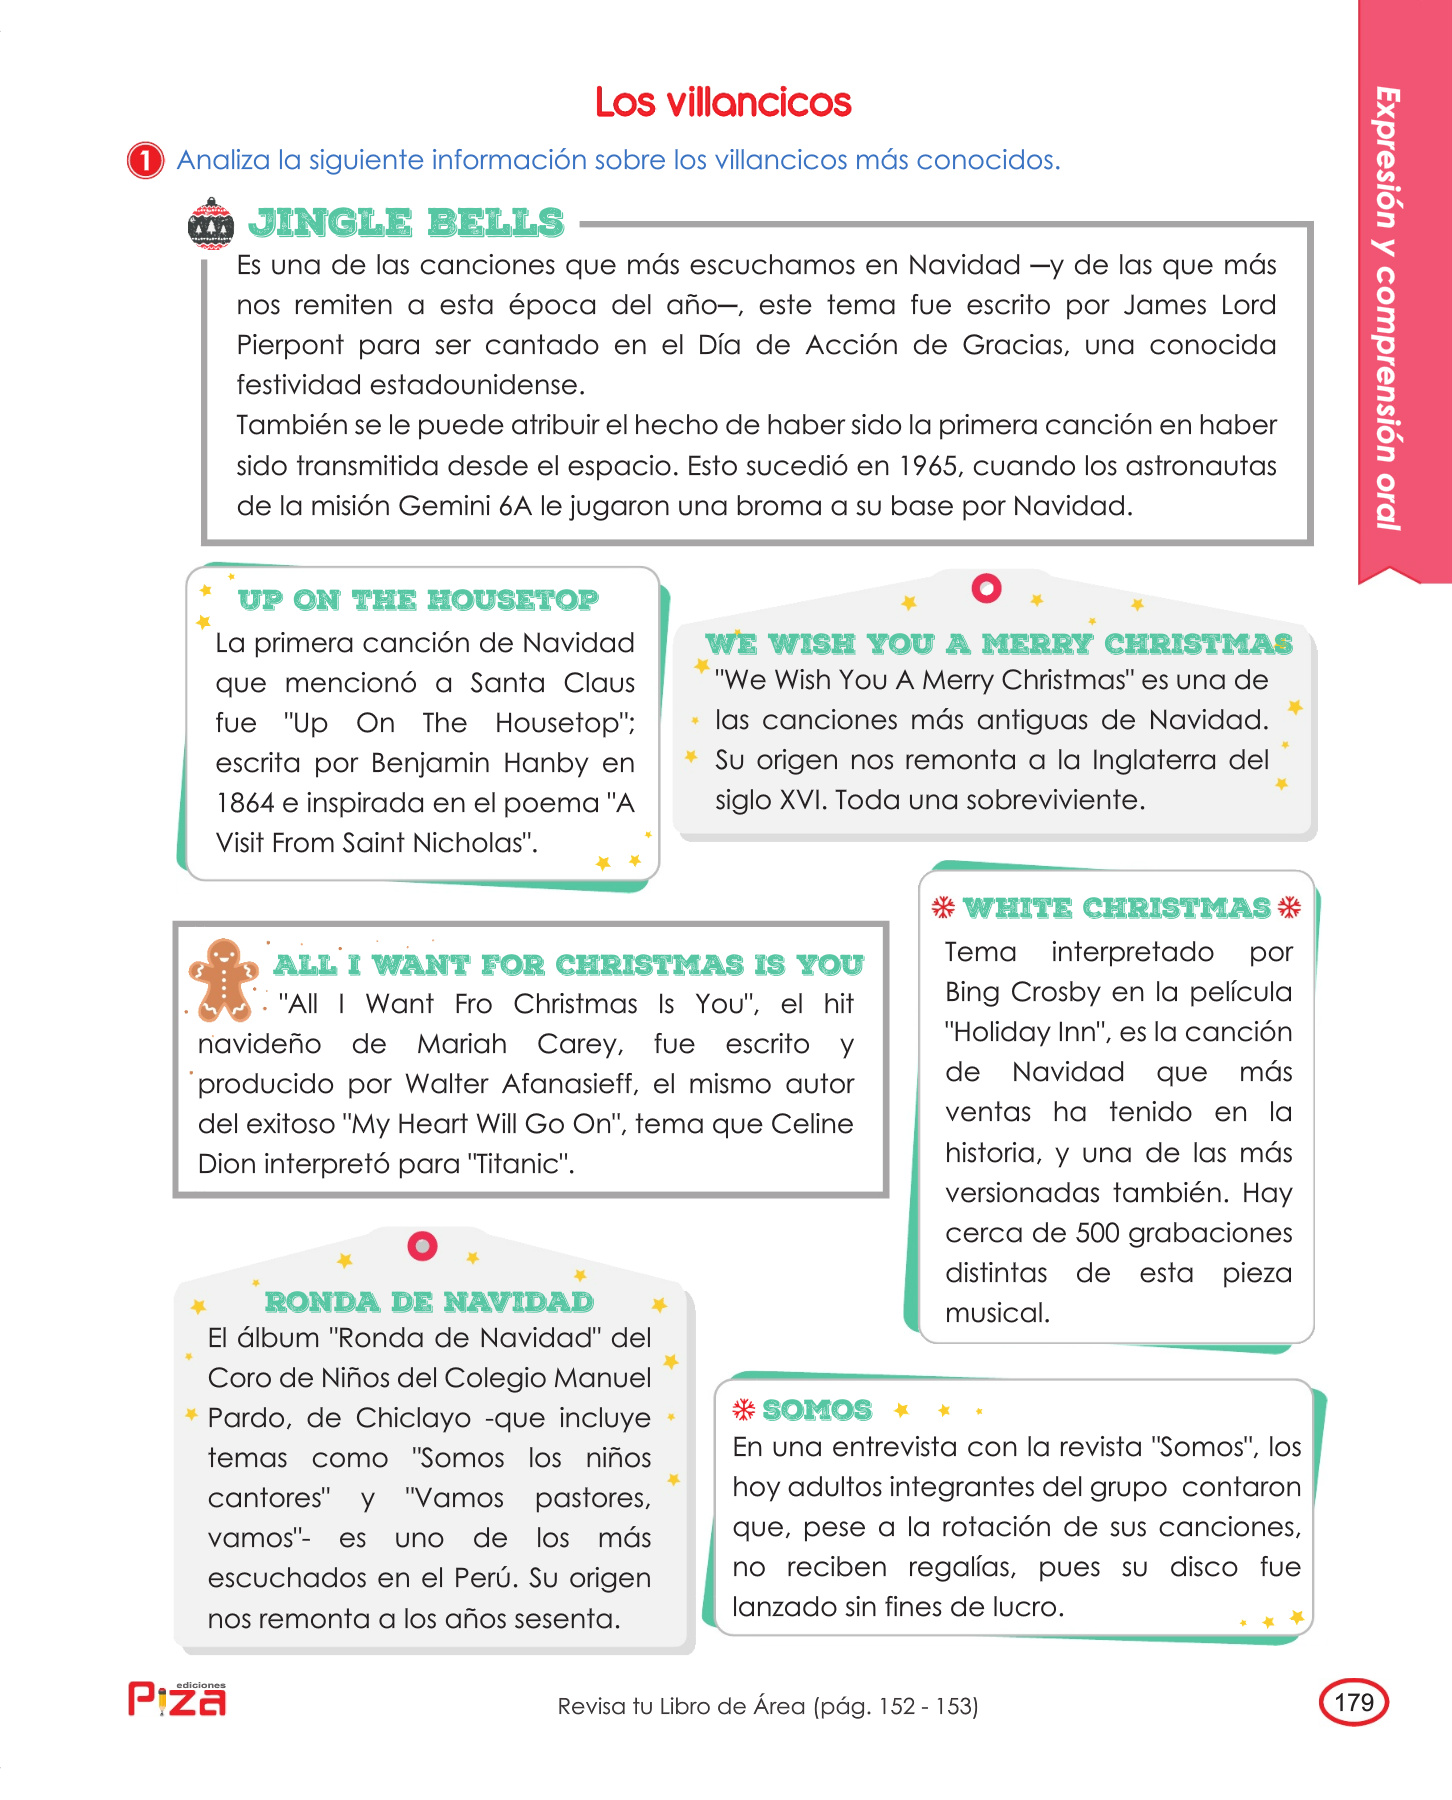 Los villancicos
1 Analiza la siguiente información sobre los villancicos más conocidos.
JINGLE BELLS
Es una de las canciones que más escuchamos en Navidad —y de las que más
nos remiten a esta época del año—, este tema fue escrito por James Lord
Pierpont para ser cantado en el Día de Acción de Gracias, una conocida
festividad estadounidense.
También se le puede atribuir el hecho de haber sido la primera canción en haber
sido transmitida desde el espacio. Esto sucedió en 1965, cuando los astronautas
de la misión Gemini 6A le jugaron una broma a su base por Navidad.
UP ON THE HOUSETOP
La primera canción de Navidad
que mencionó a Santa Claus
fue "Up On The Housetop";
escrita por Benjamin Hanby en
1864 e inspirada en el poema "A
Visit From Saint Nicholas".
WE WISH YOU A MERRY CHRISTMAS
"We Wish You A Merry Christmas" es una de
las canciones más antiguas de Navidad.
Su origen nos remonta a la Inglaterra del
siglo XVI. Toda una sobreviviente.
ALL I WANT FOR CHRISTMAS IS YOU
"All I Want Fro Christmas Is You", el hit
navideño de Mariah Carey, fue escrito y
producido por Walter Afanasieff, el mismo autor
del exitoso "My Heart Will Go On", tema que Celine
Dion interpretó para "Titanic".
WHITE CHRISTMAS
Tema interpretado por
Bing Crosby en la película
"Holiday Inn", es la canción
de Navidad que más
ventas ha tenido en la
historia, y una de las más
versionadas también. Hay
cerca de 500 grabaciones
distintas de esta pieza
musical.
RONDA DE NAVIDAD
El álbum "Ronda de Navidad" del
Coro de Niños del Colegio Manuel
Pardo, de Chiclayo -que incluye
temas como "Somos los niños
cantores" y "Vamos pastores,
vamos"- es uno de los más
escuchados en el Perú. Su origen
nos remonta a los años sesenta.
SOMOS
En una entrevista con la revista "Somos", los
hoy adultos integrantes del grupo contaron
que, pese a la rotación de sus canciones,
no reciben regalías, pues su disco fue
lanzado sin fines de lucro.
Expresión y comprensión oral
ediciones
Piza
Revisa tu Libro de Área (pág. 152 - 153)
179